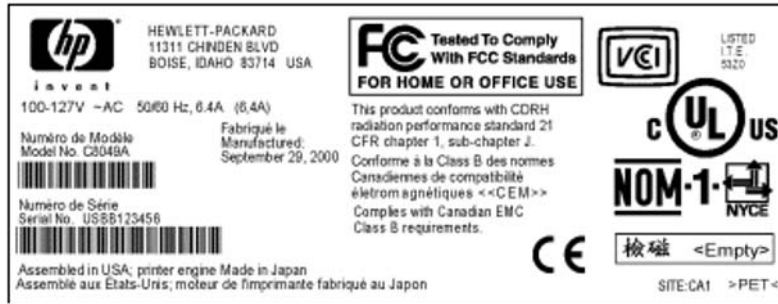 hp
invent
HEWLETT-PACKARD
11311 CHINDEN BLVD
BOISE, IDAHO 83714 USA
100-127V ~AC 50/60 Hz, 6.4A (6,4A)
Numéro de Modèle
Model No. C8049A
Fabriqué le
Manufactured:
September 29, 2000
Numéro de Série
Serial No. USBB123456
Assembled in USA; printer engine Made in Japan
Assemblé aux États-Unis; moteur de l'imprimante fabriqué au Japon
FC Tested To Comply
With FCC Standards
FOR HOME OR OFFICE USE
This product conforms with CDRH
radiation performance standard 21
CFR chapter 1, sub-chapter J.
Conforme à la Class B des normes
Canadiennes de compatibilité
életromagnétiques <<CEM>>
Complies with Canadian EMC
Class B requirements.
CE
VCI
LISTED
I.T.E.
53Z0
C UL US
NOM-1-
NYCE
檢磁 <Empty>
SITE:CA1 >PET<